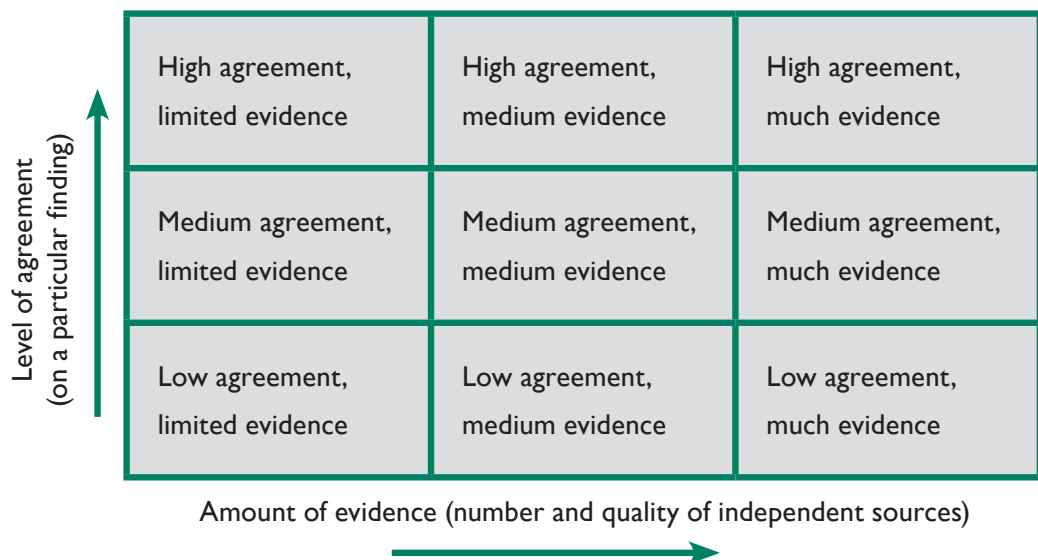 High agreement,
limited evidence
High agreement,
medium evidence
High agreement,
much evidence
Medium agreement,
limited evidence
Medium agreement,
medium evidence
Medium agreement,
much evidence
Low agreement,
limited evidence
Low agreement,
medium evidence
Low agreement,
much evidence
Level of agreement
(on a particular finding)
Amount of evidence (number and quality of independent sources)